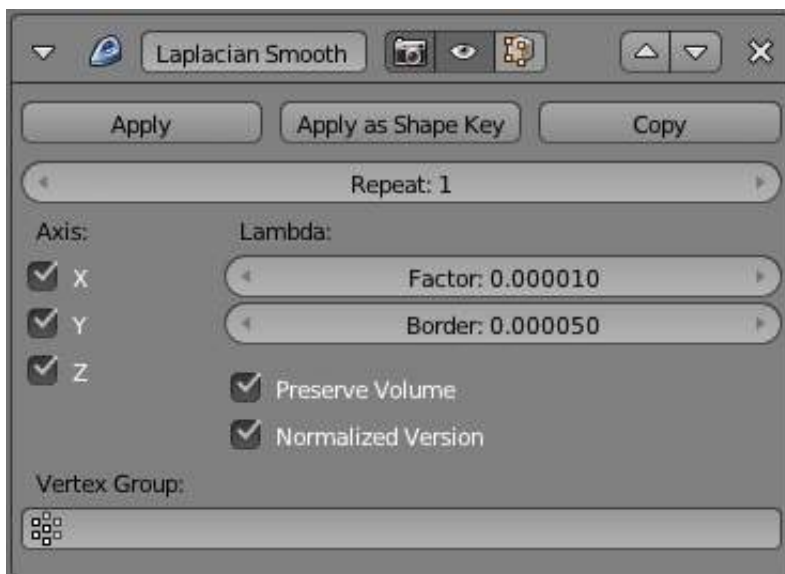 Laplacian Smooth
Apply Apply as Shape Key Copy
Repeat: 1
Axis: Lambda:
X Factor: 0.000010
Y Border: 0.000050
Z
Preserve Volume
Normalized Version
Vertex Group: